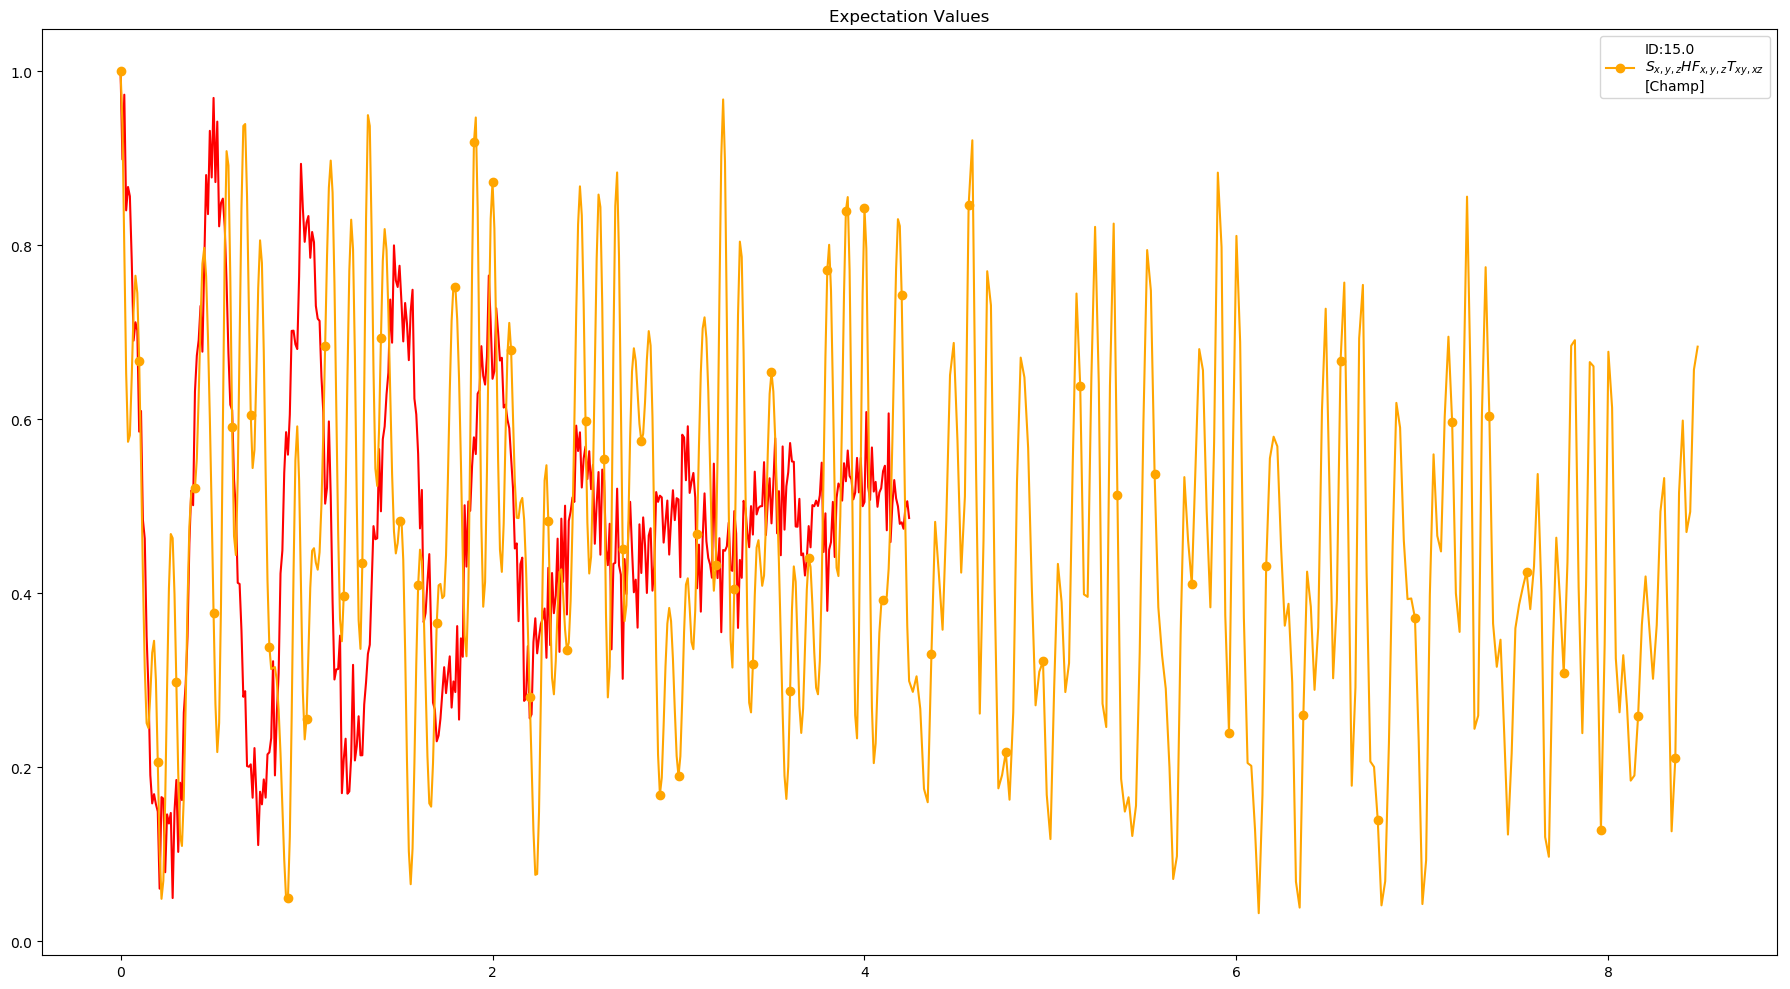 Expectation Values
ID:15.0
S_{x,y,z}HF_{x,y,z}T_{xy,xz}
[Champ]
1.0
0.8
0.6
0.4
0.2
0.0
0 2 4 6 8